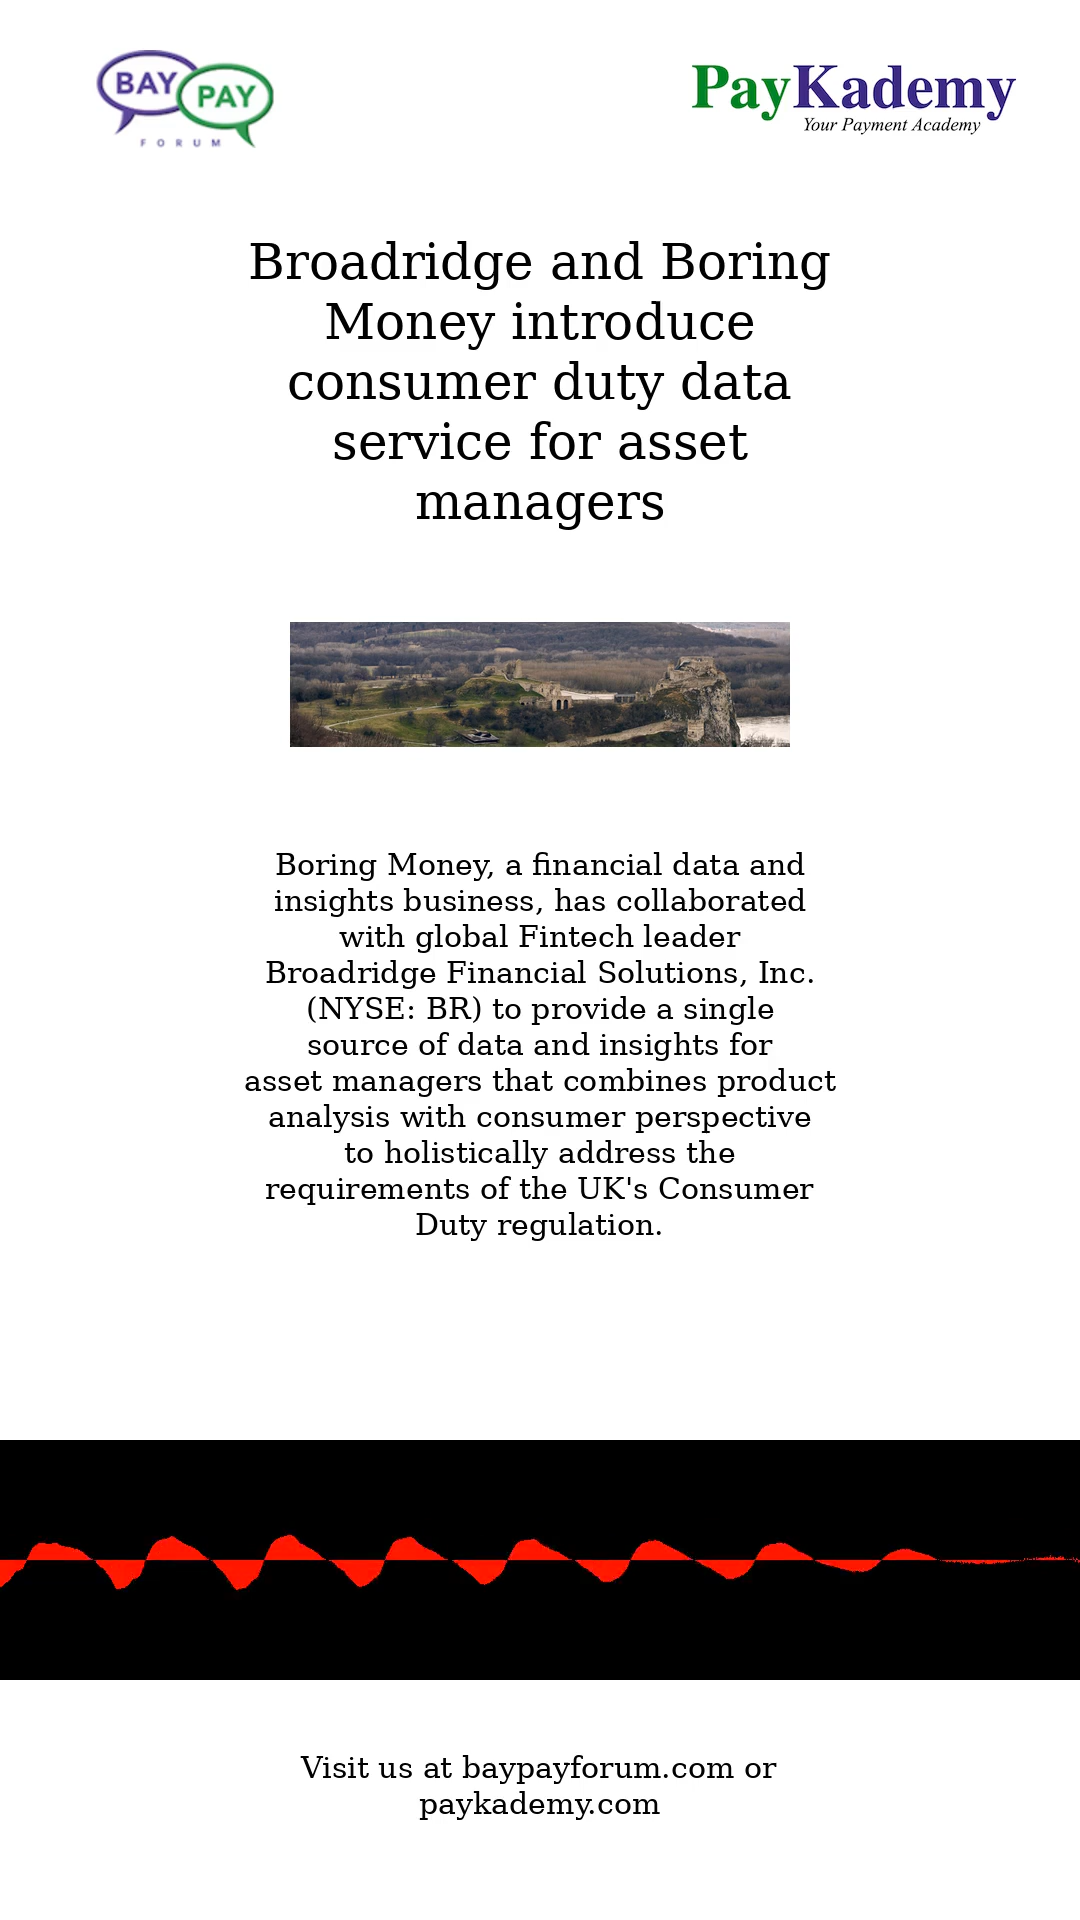 BAY PAY
FORUM
PayKademy
Your Payment Academy
Broadridge and Boring
Money introduce
consumer duty data
service for asset
managers
Boring Money, a financial data and
insights business, has collaborated
with global Fintech leader
Broadridge Financial Solutions, Inc.
(NYSE: BR) to provide a single
source of data and insights for
asset managers that combines product
analysis with consumer perspective
to holistically address the
requirements of the UK's Consumer
Duty regulation.
Visit us at baypayforum.com or
paykademy.com